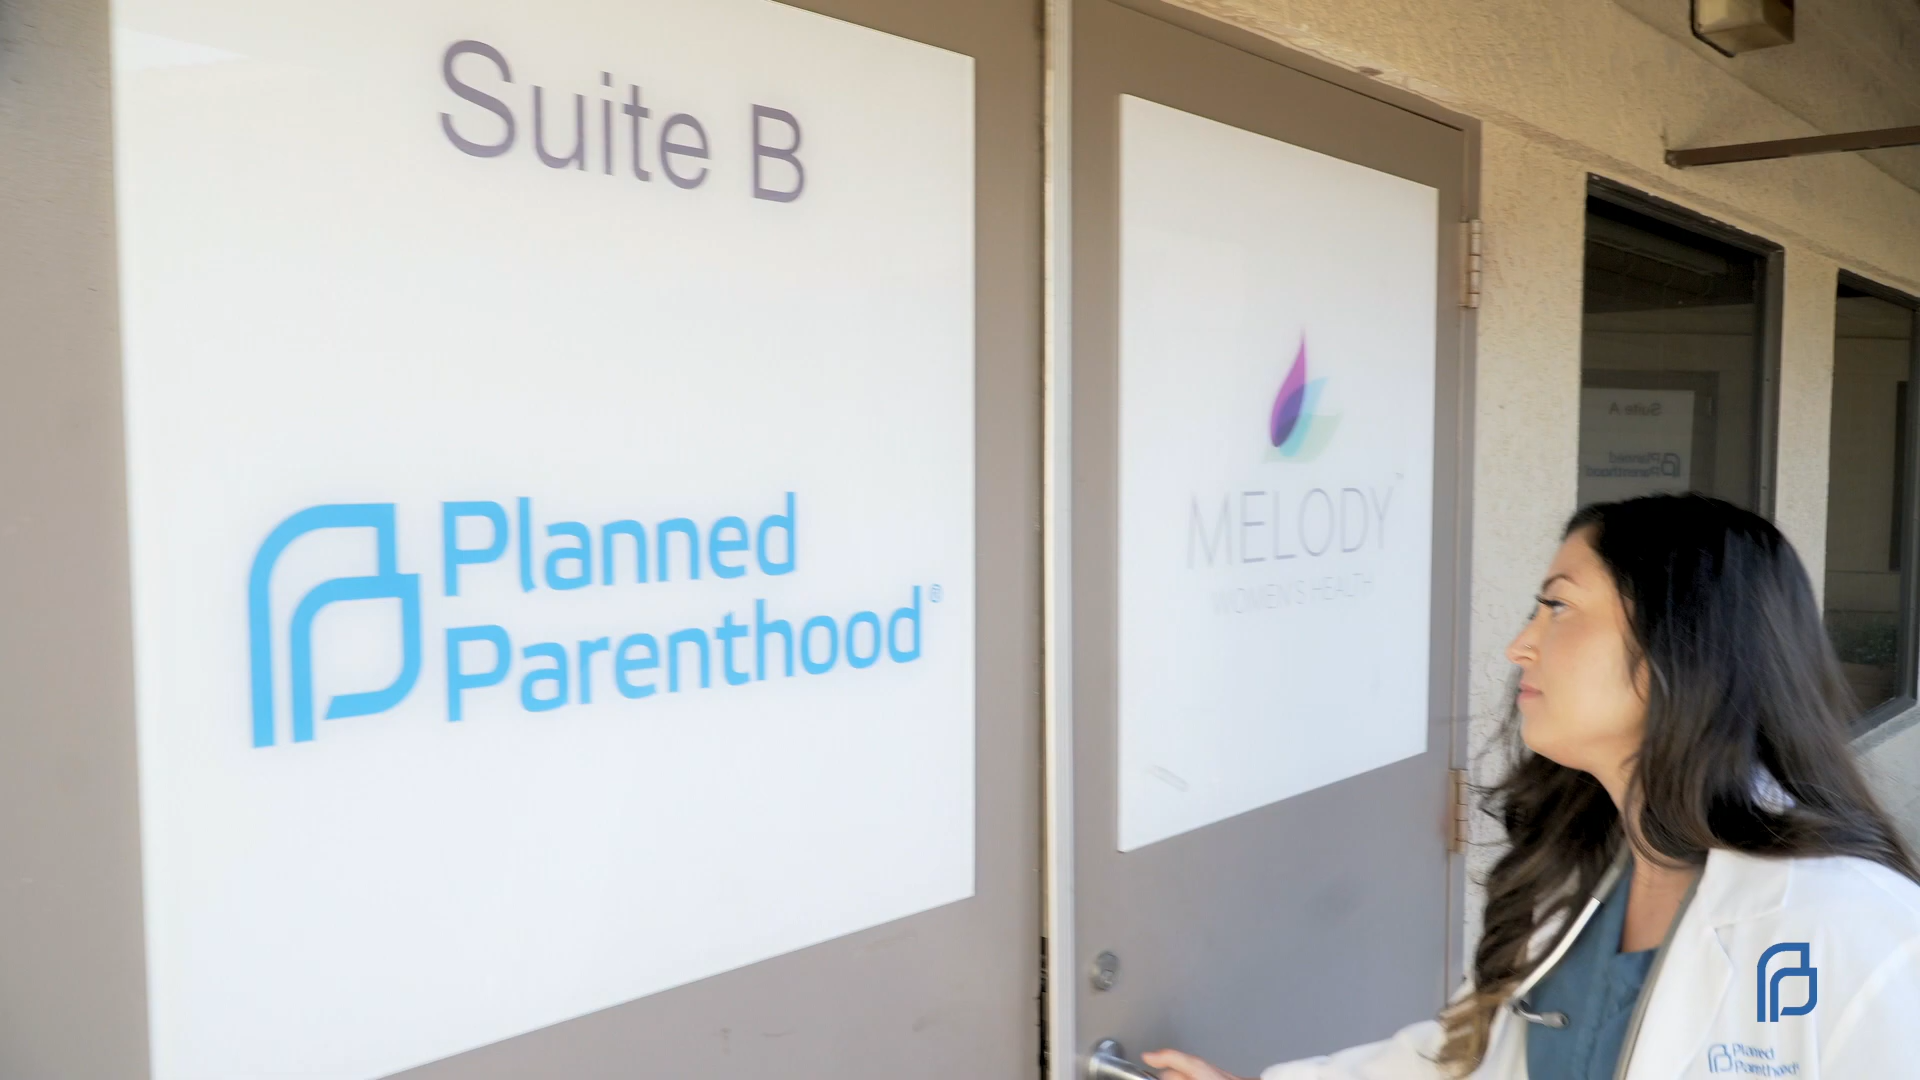 Suite B
Planned
Parenthood®
MELODY™
WOMEN'S HEALTH
Suite A
Planned
Parenthood
Planned
Parenthood®